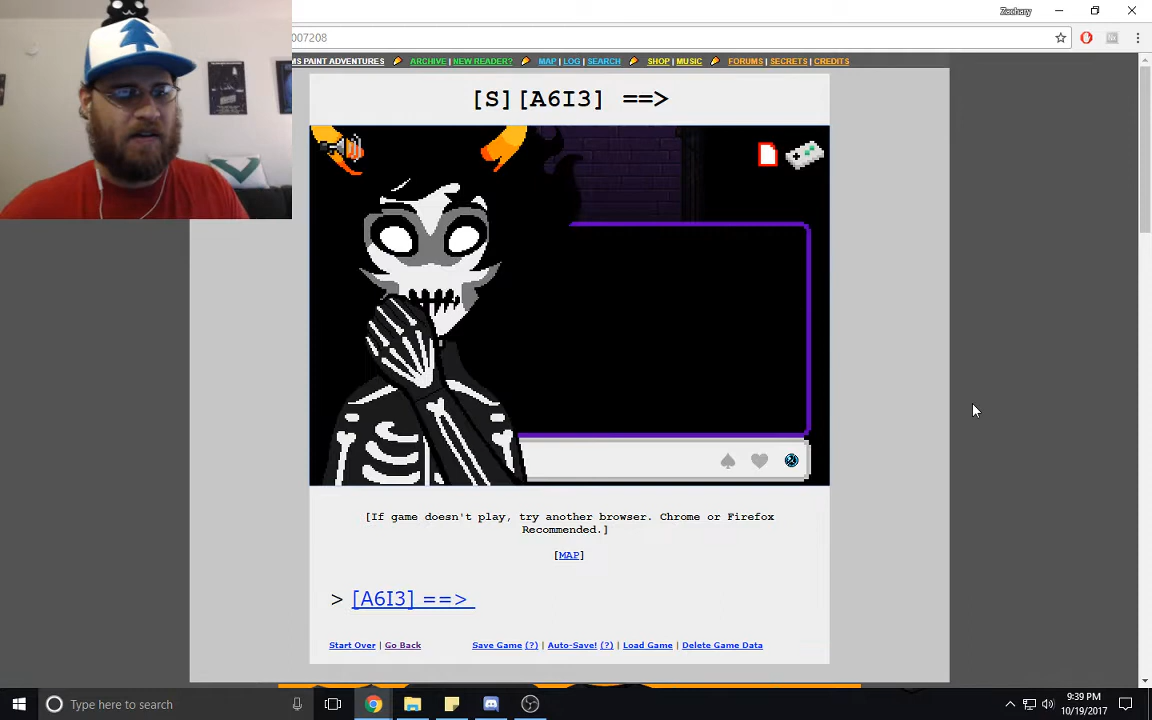 Zachary
007208
MS PAINT ADVENTURES ARCHIVE | NEW READER? MAP | LOG | SEARCH SHOP | MUSIC FORUMS | SECRETS | CREDITS
[S][A6I3] ==>
[If game doesn't play, try another browser. Chrome or Firefox
Recommended.]
[MAP]
> [A6I3] ==>
Start Over | Go Back Save Game (?) | Auto-Save! (?) | Load Game | Delete Game Data
Type here to search
9:39 PM
10/19/2017